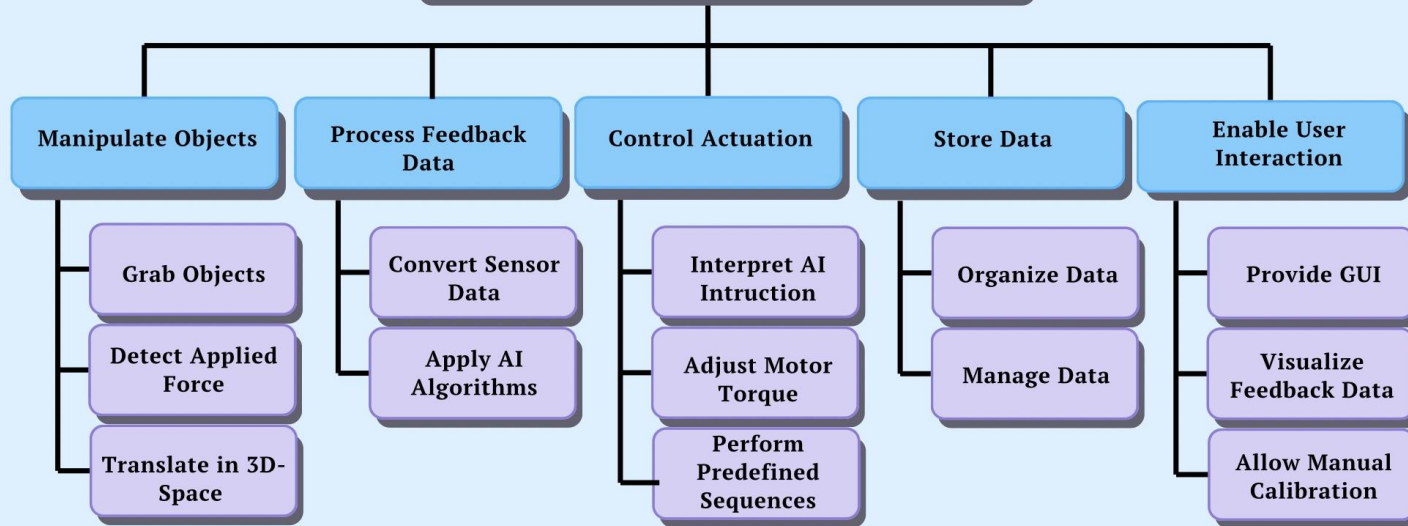 Manipulate Objects
Process Feedback
Data
Control Actuation
Store Data
Enable User
Interaction
Grab Objects
Detect Applied
Force
Translate in 3D-
Space
Convert Sensor
Data
Apply AI
Algorithms
Interpret AI
Intruction
Adjust Motor
Torque
Perform
Predefined
Sequences
Organize Data
Manage Data
Provide GUI
Visualize
Feedback Data
Allow Manual
Calibration